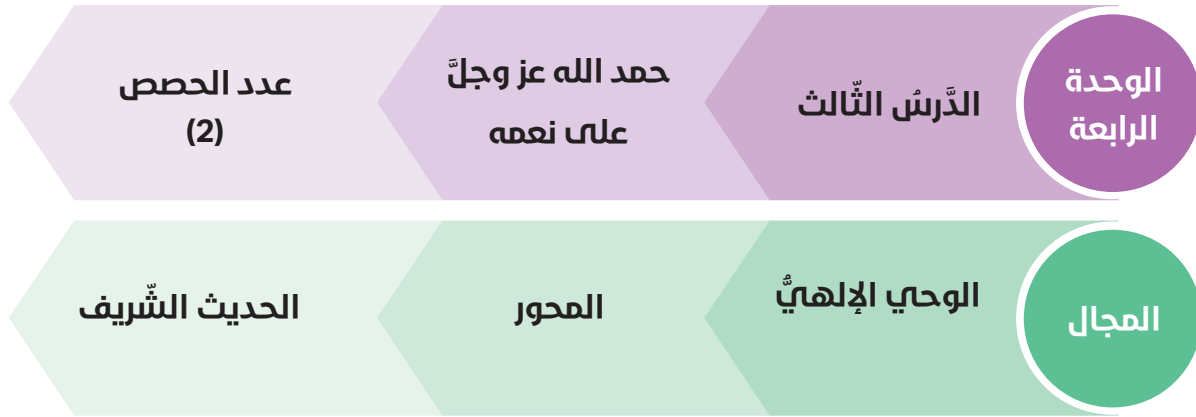 الوحدة
الرابعة
الدَّرسُ الثّالث
حمد الله عز وجلَّ
على نعمه
عدد الحصص
(2)
المجال
الوحي الإلهيُّ
المحور
الحديث الشّريف